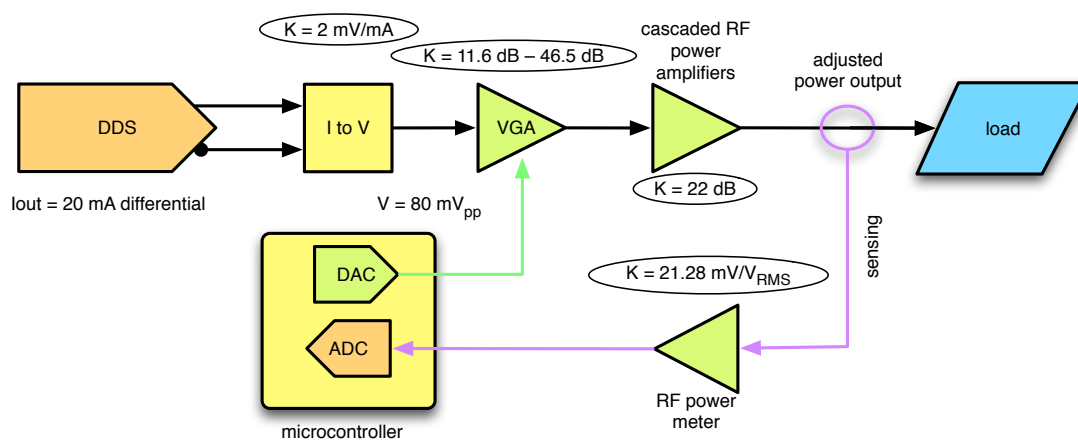 K = 2 mV/mA
K = 11.6 dB – 46.5 dB
cascaded RF
power
amplifiers
adjusted
power output
DDS
I to V
VGA
load
K = 22 dB
Iout = 20 mA differential
V = 80 mVpp
sensing
DAC
K = 21.28 mV/VRMS
ADC
RF power
meter
microcontroller